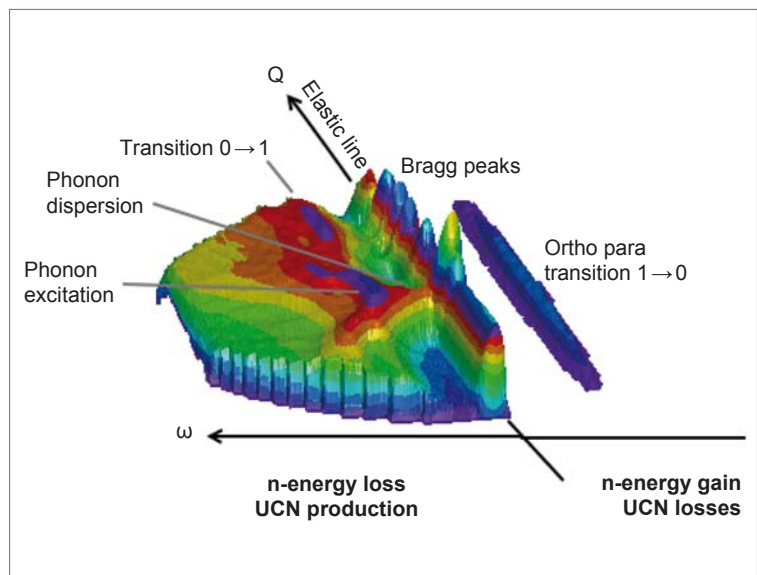 Q
Elastic line
Transition 0→1
Bragg peaks
Phonon
dispersion
Phonon
excitation
Ortho para
transition 1→0
ω
n-energy loss
UCN production
n-energy gain
UCN losses